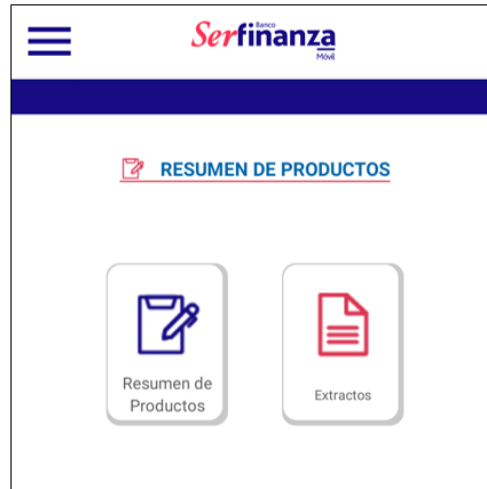 Banco
Serfinanza
Móvil
RESUMEN DE PRODUCTOS
Resumen de
Productos
Extractos